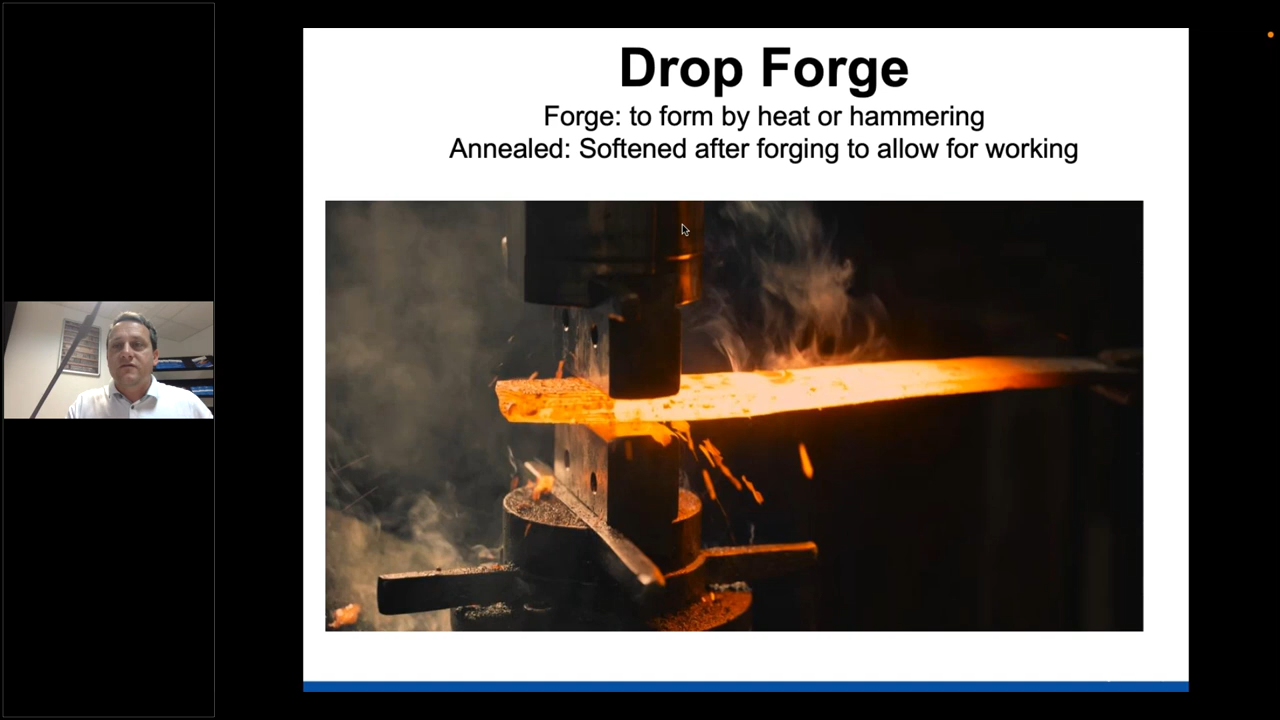 Drop Forge
Forge: to form by heat or hammering
Annealed: Softened after forging to allow for working